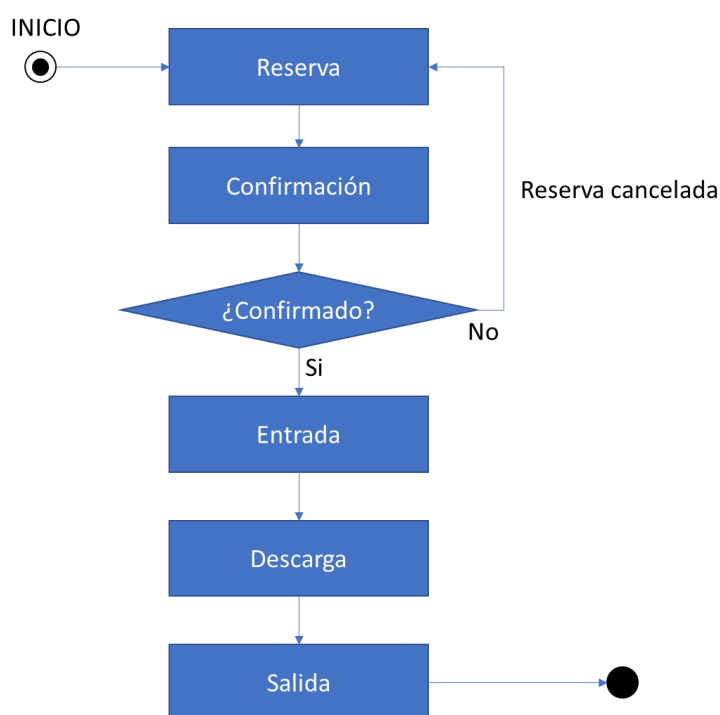 INICIO
Reserva
Confirmación
Reserva cancelada
¿Confirmado?
No
Si
Entrada
Descarga
Salida